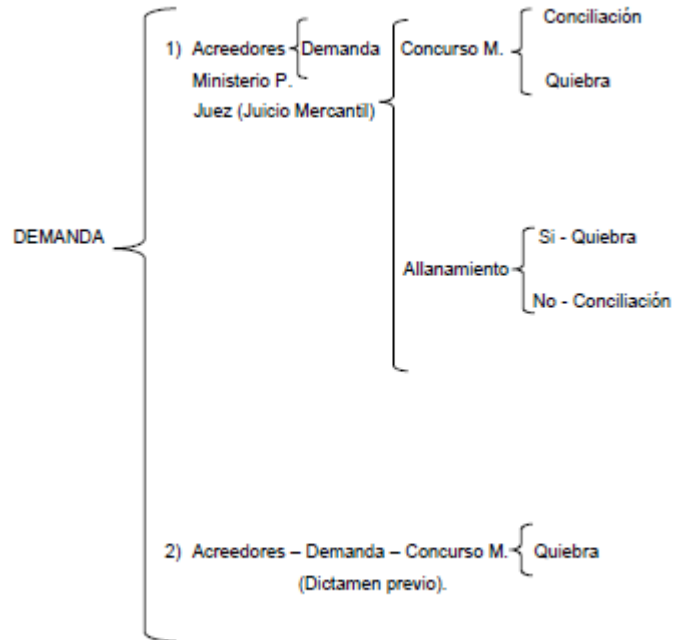 Conciliación
1) Acreedores Demanda Concurso M.
Ministerio P. Quiebra
Juez (Juicio Mercantil)
DEMANDA
Si - Quiebra
Allanamiento
No - Conciliación
2) Acreedores – Demanda – Concurso M. Quiebra
(Dictamen previo).